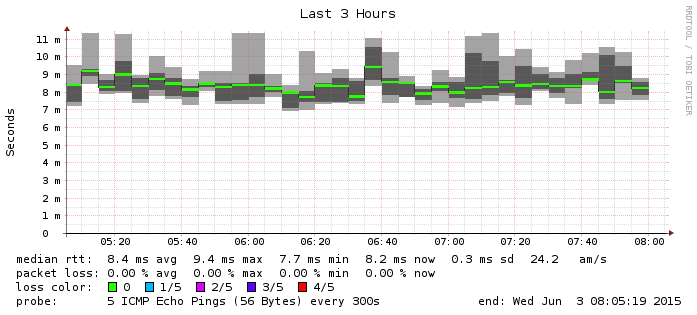 Last 3 Hours
RRDTOOL / TOBI OETIKER
Seconds
11 m
10 m
9 m
8 m
7 m
6 m
5 m
4 m
3 m
2 m
1 m
0
05:20 05:40 06:00 06:20 06:40 07:00 07:20 07:40 08:00
median rtt: 8.4 ms avg 9.4 ms max 7.7 ms min 8.2 ms now 0.3 ms sd 24.2 am/s
packet loss: 0.00 % avg 0.00 % max 0.00 % min 0.00 % now
loss color: 0 1/5 2/5 3/5 4/5
probe: 5 ICMP Echo Pings (56 Bytes) every 300s end: Wed Jun 3 08:05:19 2015